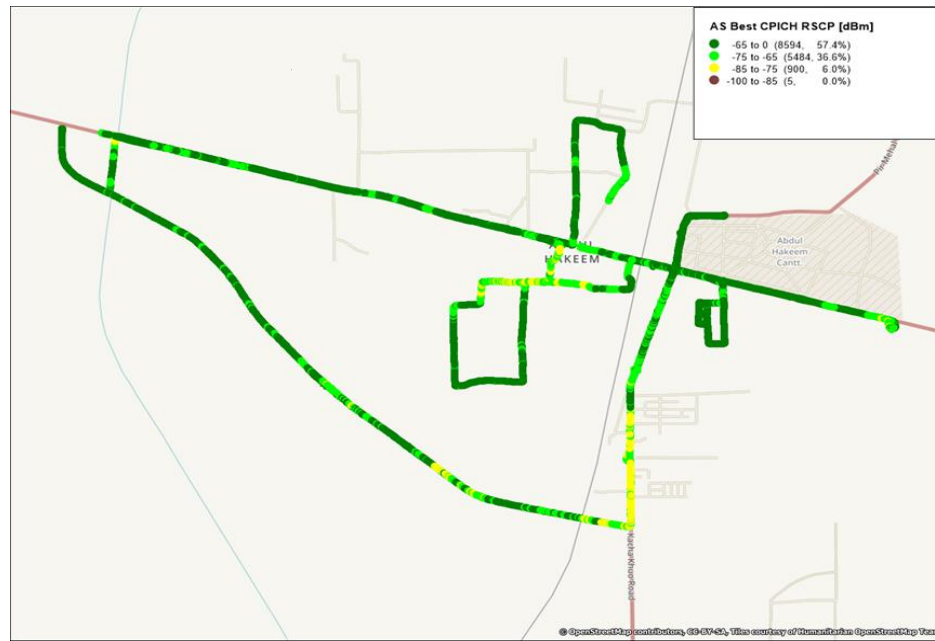 AS Best CPICH RSCP [dBm]
-65 to 0 (8594, 57.4%)
-75 to -65 (5484, 36.6%)
-85 to -75 (900, 6.0%)
-100 to -85 (5, 0.0%)
Abdul
Hakeem
Cantt.
HAKEEM
© OpenStreetMap contributors, CC-BY-SA, Tiles courtesy of Humanitarian OpenStreetMap Team